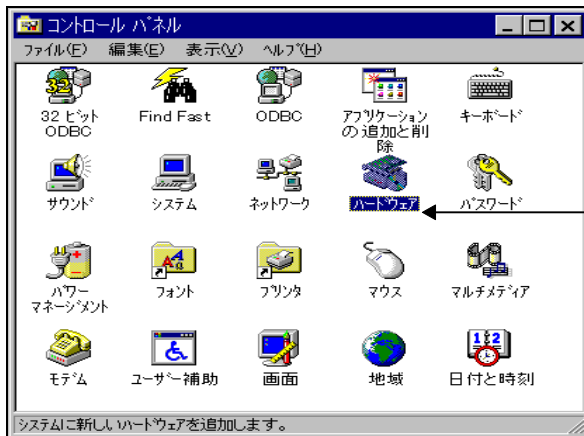 コントロール パネル
ファイル(F) 編集(E) 表示(V) ヘルプ(H)
32 ビット
ODBC
Find Fast
ODBC
アプリケーション
の追加と削
除
キーボード
サウンド
システム
ネットワーク
ハードウェア
パスワード
パワー
マネージメント
フォント
プリンタ
マウス
マルチメディア
モデム
ユーザー補助
画面
地域
日付と時刻
システムに新しいハードウェアを追加します。